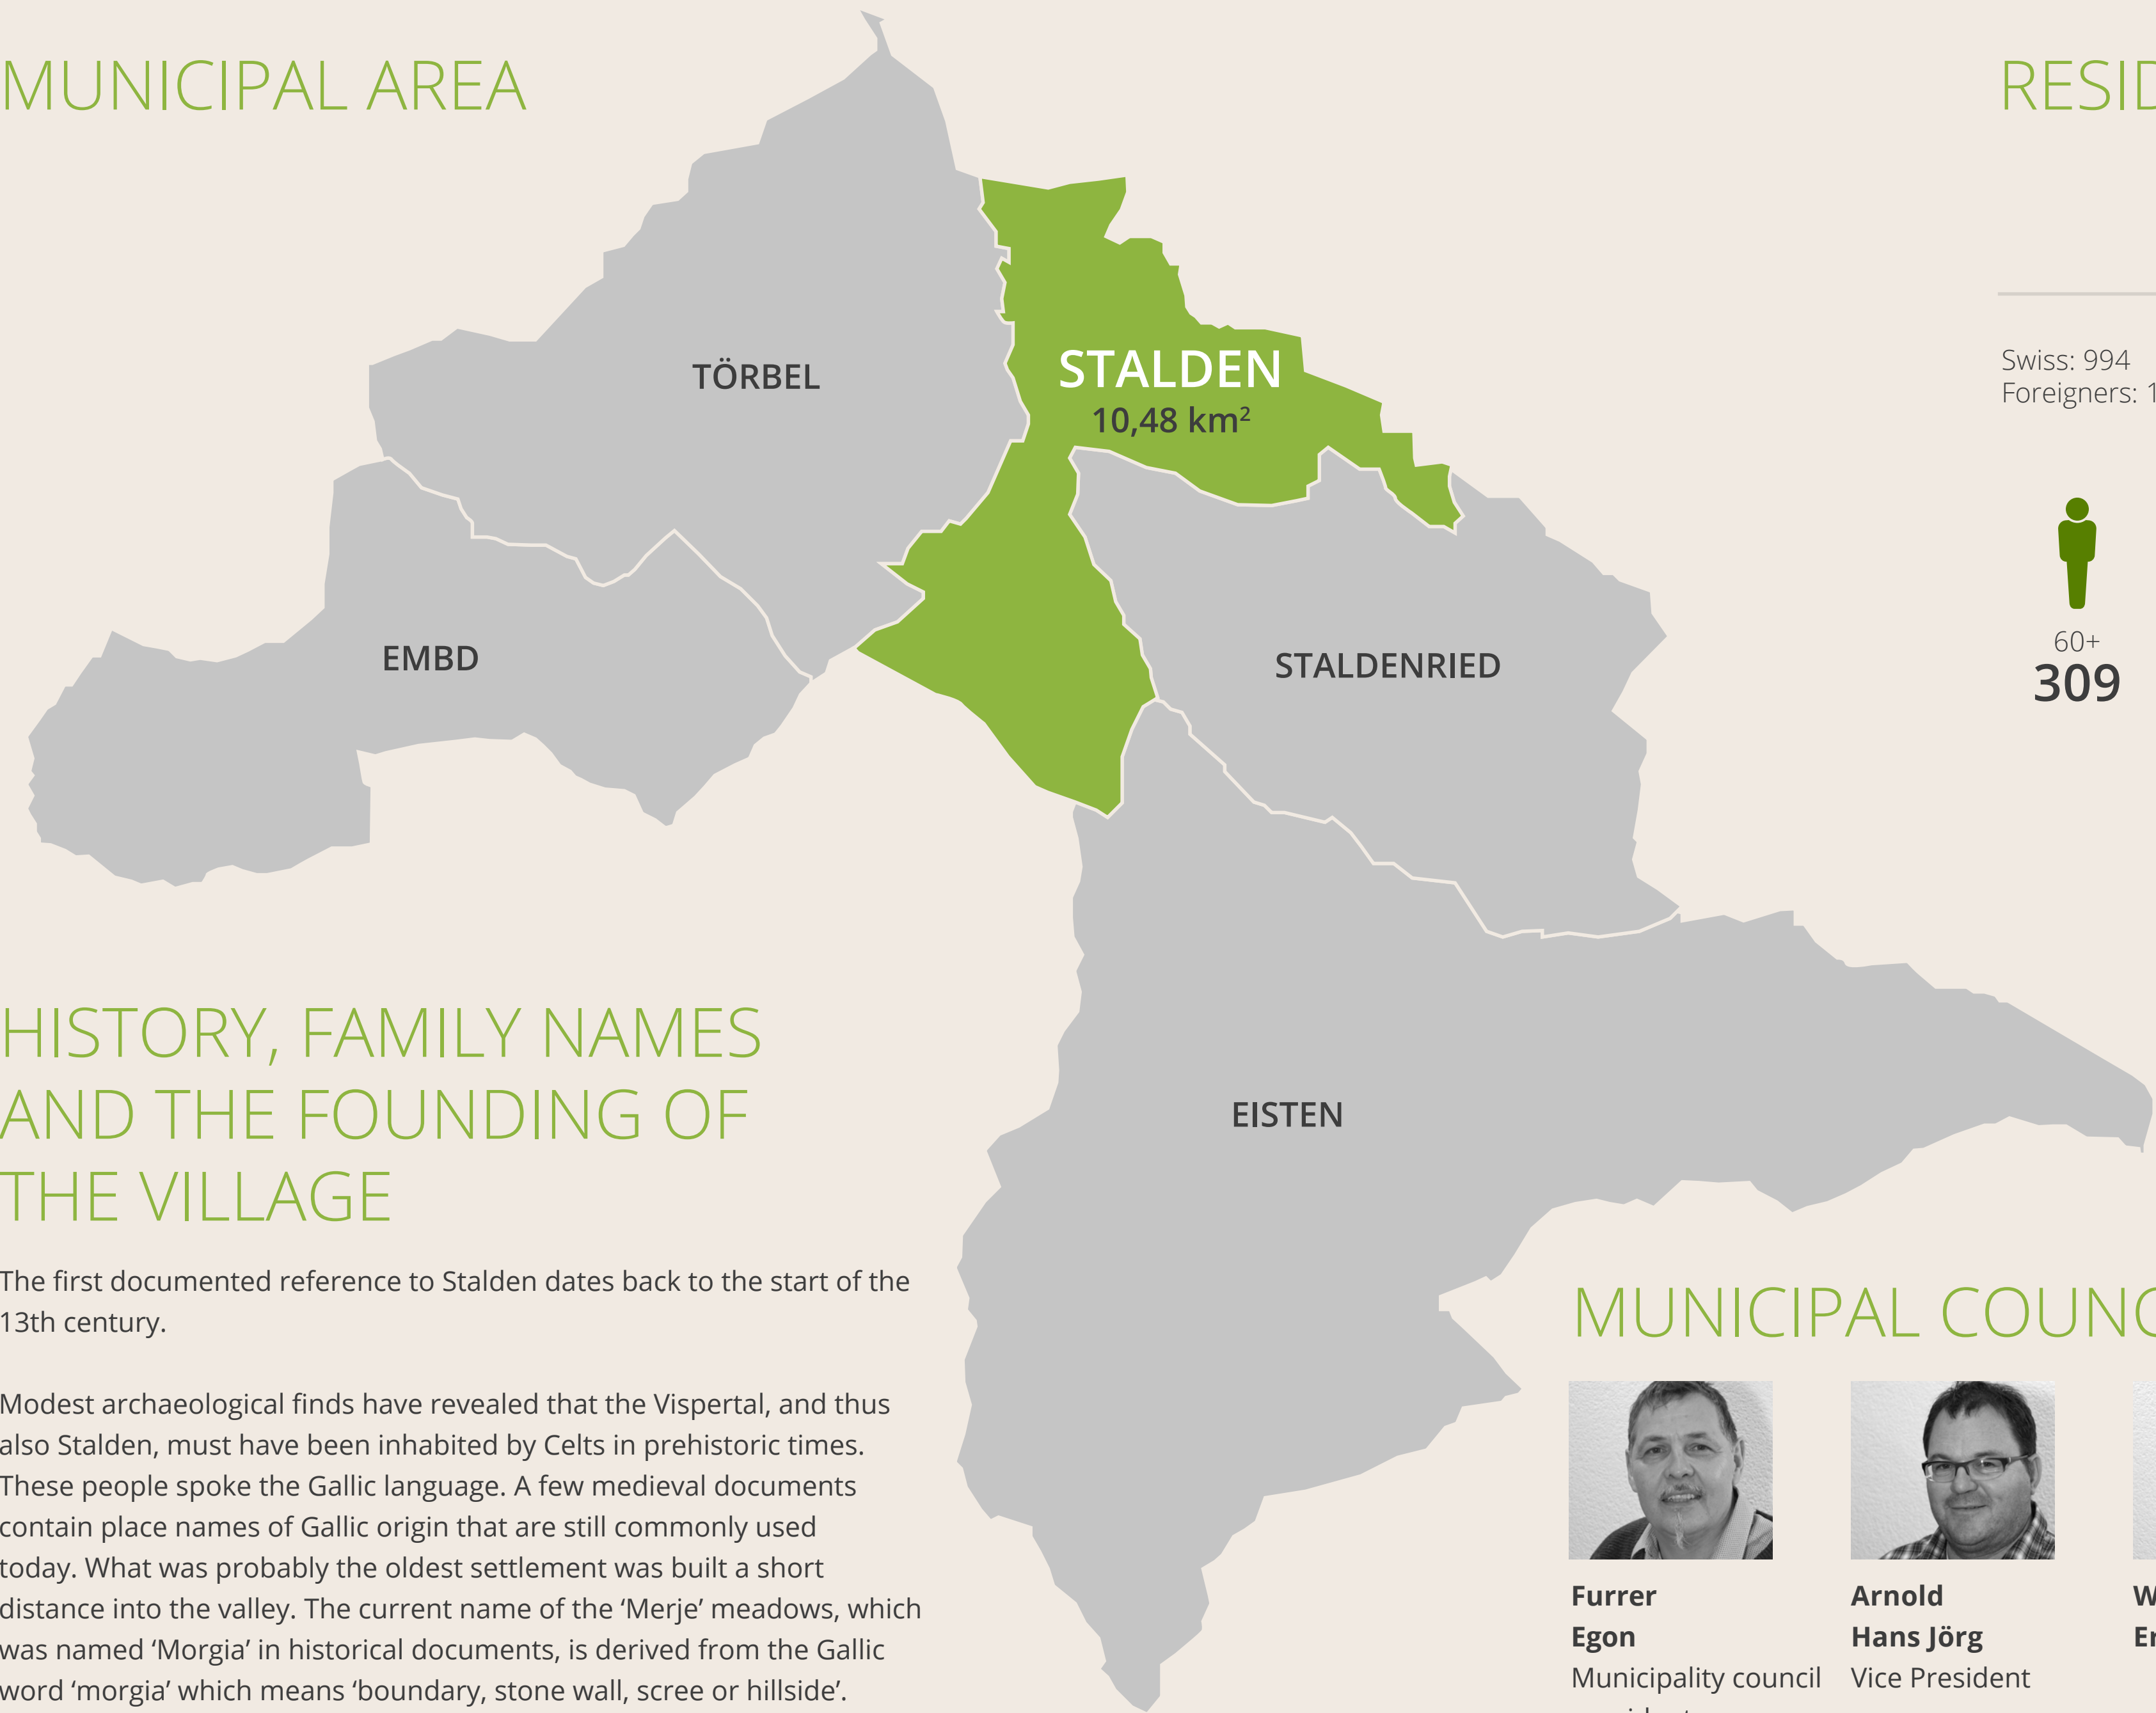 MUNICIPAL AREA
TÖRBEL
STALDEN
10,48 km²
EMBD
STALDENRIED
EISTEN
Swiss: 994
Foreigners:
60+
309
HISTORY, FAMILY NAMES
AND THE FOUNDING OF
THE VILLAGE
The first documented reference to Stalden dates back to the start of the
13th century.
Modest archaeological finds have revealed that the Vispertal, and thus
also Stalden, must have been inhabited by Celts in prehistoric times.
These people spoke the Gallic language. A few medieval documents
contain place names of Gallic origin that are still commonly used
today. What was probably the oldest settlement was built a short
distance into the valley. The current name of the ‘Merje’ meadows, which
was named ‘Morgia’ in historical documents, is derived from the Gallic
word ‘morgia’ which means ‘boundary, stone wall, scree or hillside’.
MUNICIPAL
Furrer
Egon
Municipality council
Arnold
Hans Jörg
Vice President